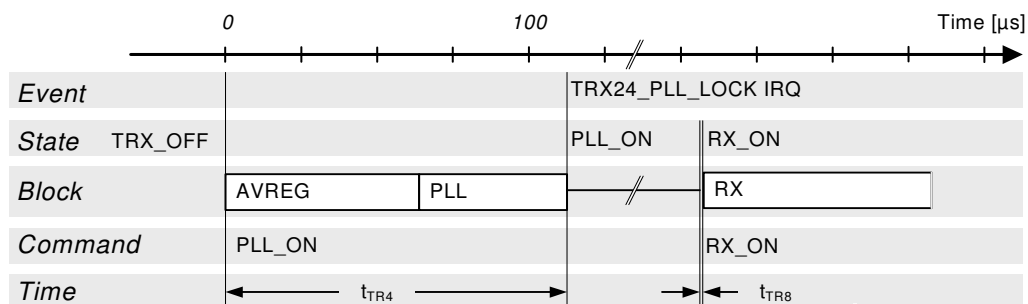 0 100 Time [µs]
Event TRX24_PLL_LOCK IRQ
State TRX_OFF PLL_ON RX_ON
Block AVREG PLL RX
Command PLL_ON RX_ON
Time tTR4 tTR8